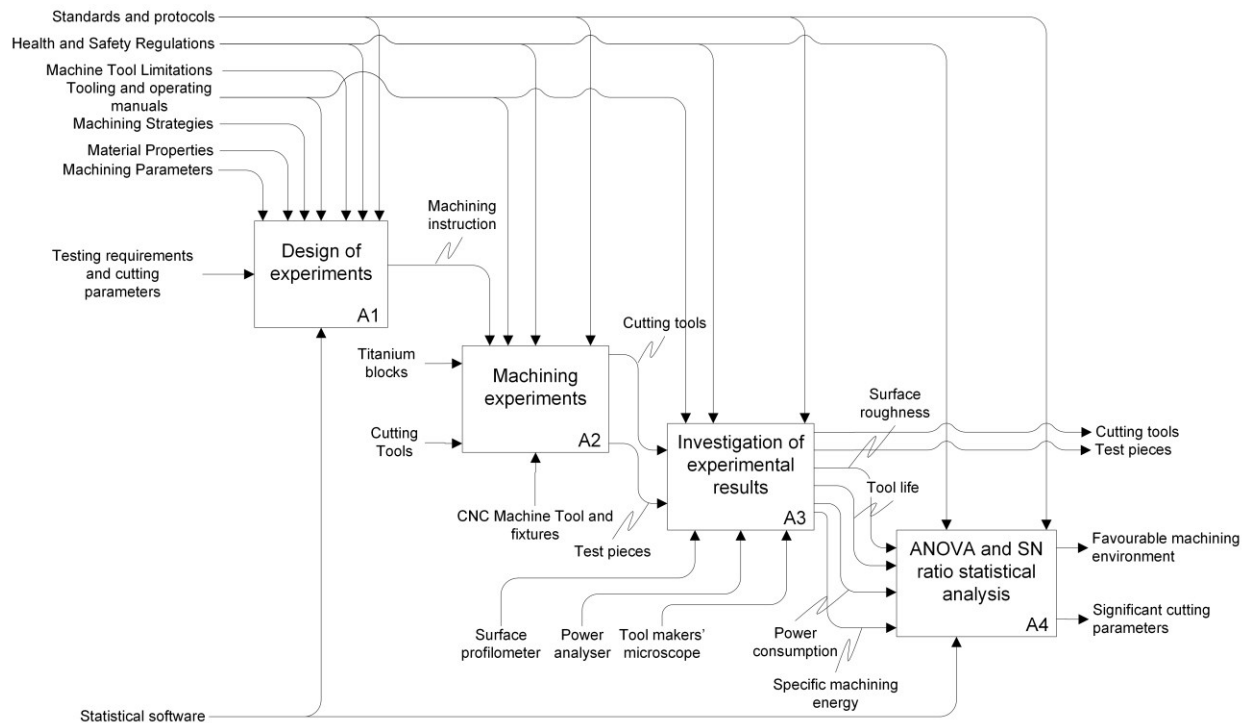 Standards and protocols
Health and Safety Regulations
Machine Tool Limitations
Tooling and operating
manuals
Machining Strategies
Material Properties
Machining Parameters
Machining
instruction
Testing requirements
and cutting
parameters
Design of
experiments
A1
Cutting tools
Titanium
blocks
Machining
experiments
A2
Cutting
Tools
CNC Machine Tool and
fixtures
Test pieces
Surface
roughness
Investigation of
experimental
results
A3
Cutting tools
Test pieces
Tool life
ANOVA and SN
ratio statistical
analysis
A4
Favourable machining
environment
Significant cutting
parameters
Surface
profilometer
Power
analyser
Tool makers'
microscope
Power
consumption
Specific machining
energy
Statistical software